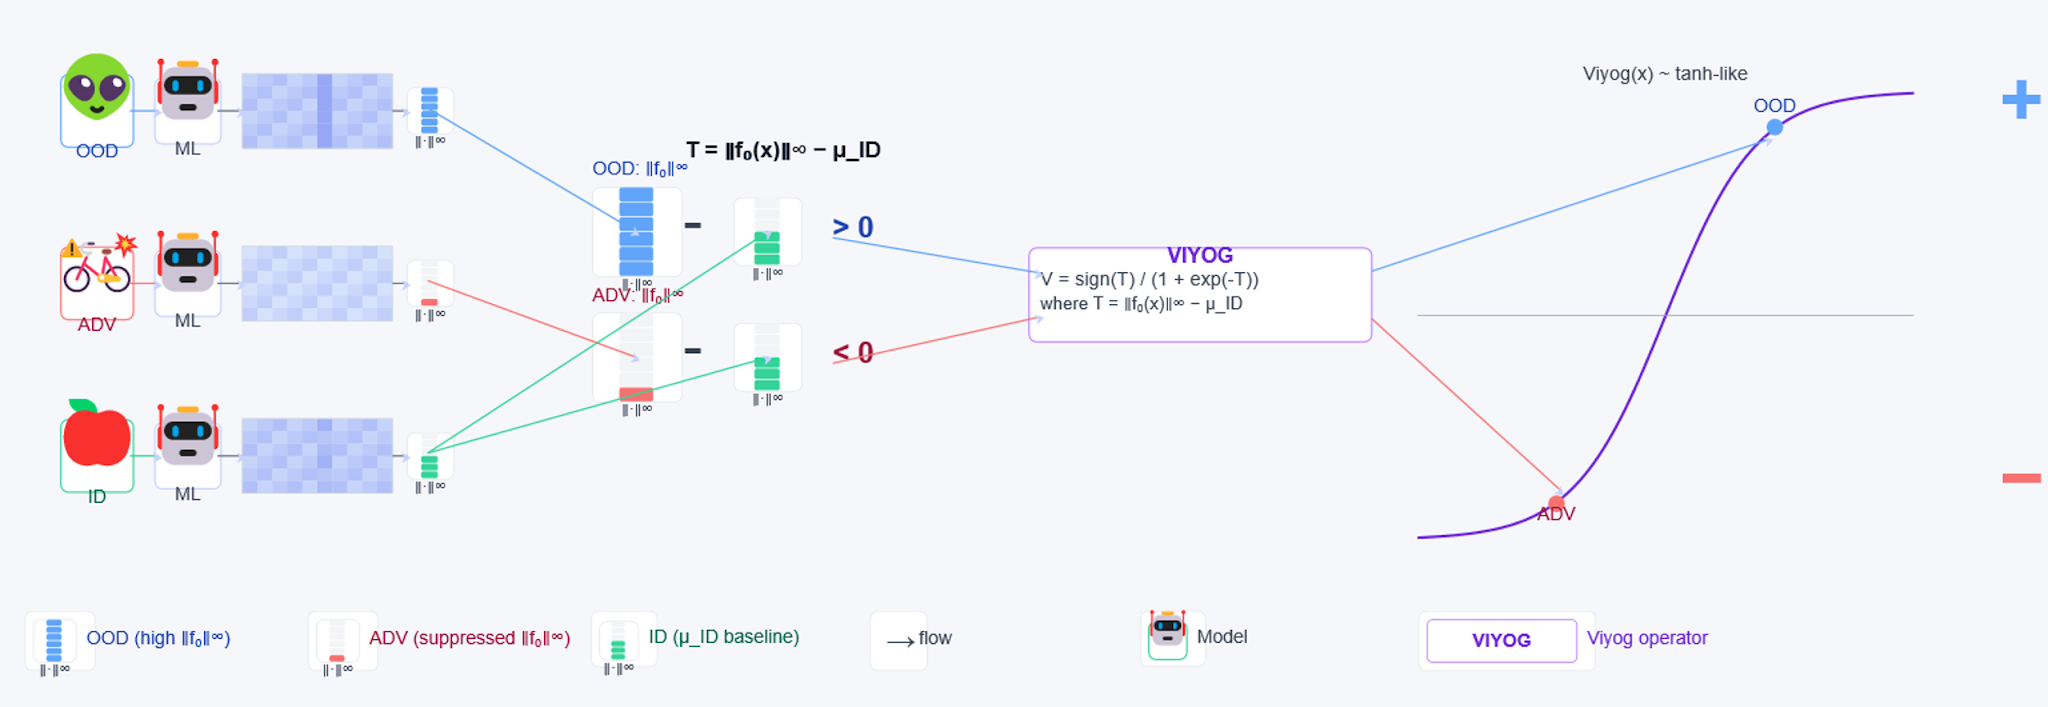 Viyog(x) ~ tanh-like
OOD
OOD
ML
‖·‖∞
T = ‖f₀(x)‖∞ − μ_ID
OOD: ‖f₀‖∞
−
> 0
‖·‖∞
‖·‖∞
ADV
ML
‖·‖∞
ADV: ‖f₀‖∞
−
< 0
‖·‖∞
‖·‖∞
VIYOG
V = sign(T) / (1 + exp(-T))
where T = ‖f₀(x)‖∞ − μ_ID
+
−
ADV
ID
ML
‖·‖∞
‖·‖∞
OOD (high ‖f₀‖∞)
‖·‖∞
ADV (suppressed ‖f₀‖∞)
‖·‖∞
ID (μ_ID baseline)
→ flow
Model
VIYOG
Viyog operator